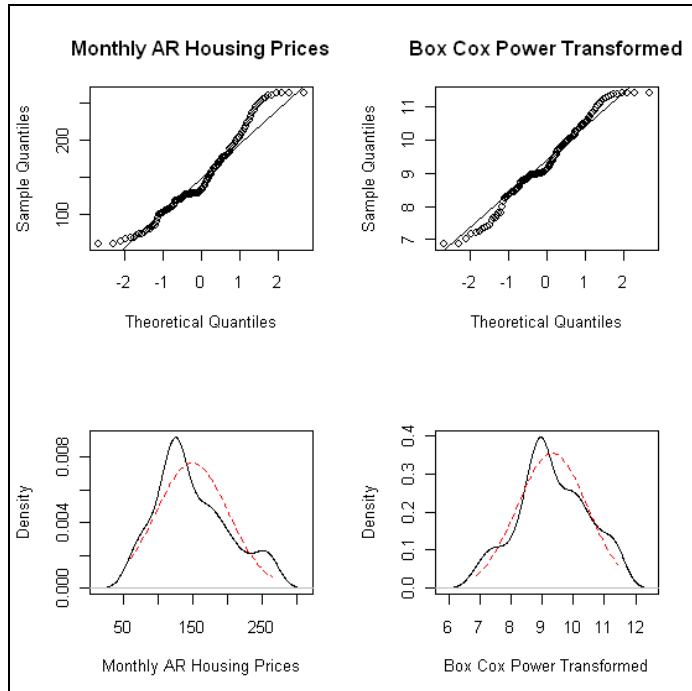 Monthly AR Housing Prices
Sample Quantiles
100
200
-2 -1 0 1 2
Theoretical Quantiles
Box Cox Power Transformed
Sample Quantiles
7 8 9 10 11
-2 -1 0 1 2
Theoretical Quantiles
Density
0.000 0.004 0.008
50 150 250
Monthly AR Housing Prices
Density
0.0 0.1 0.2 0.3 0.4
6 7 8 9 10 11 12
Box Cox Power Transformed